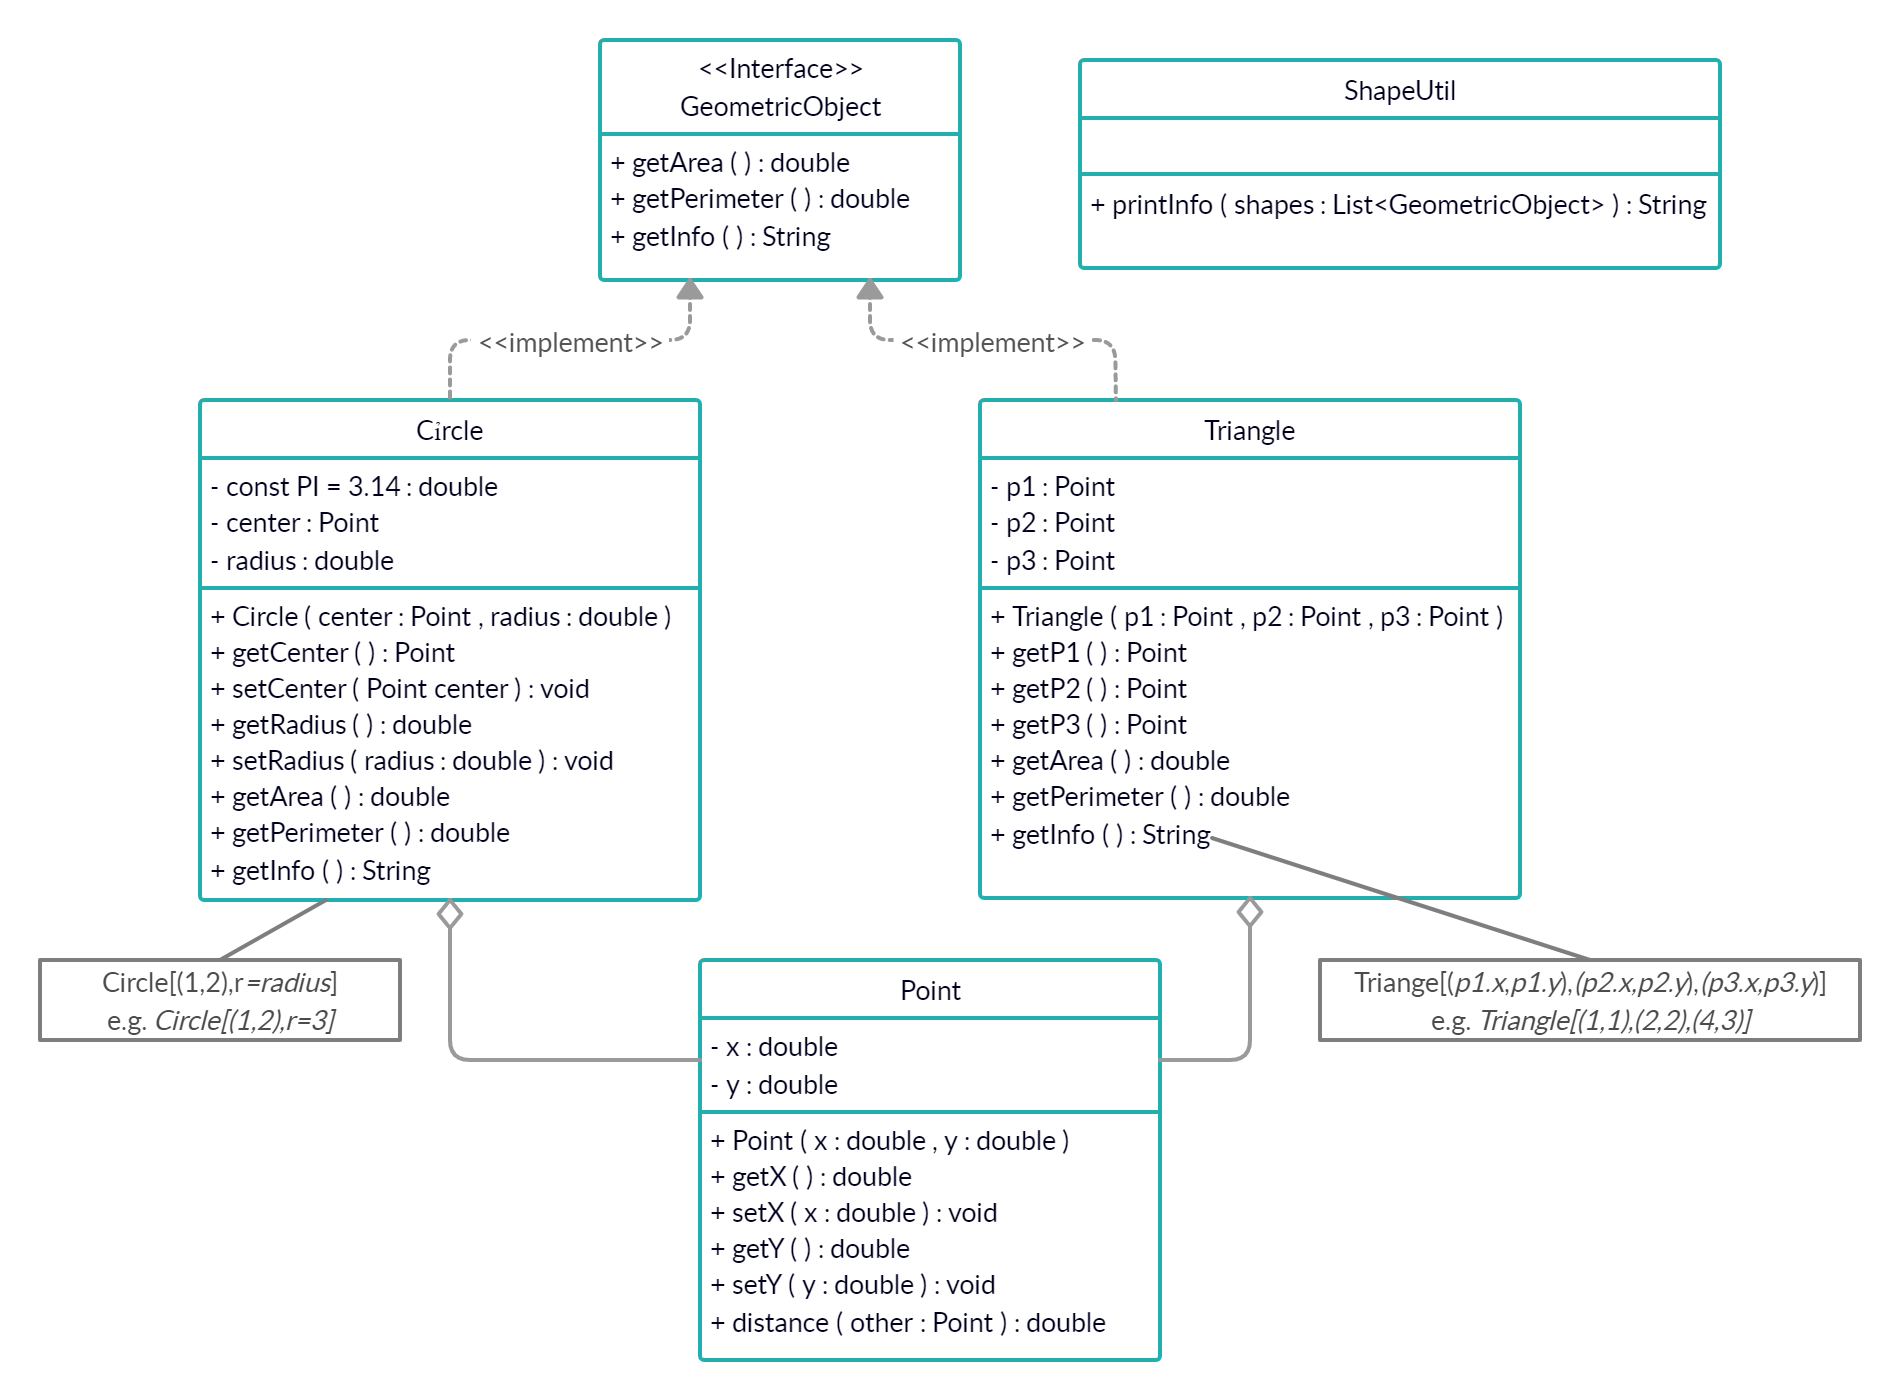 <<Interface>>
GeometricObject
+ getArea ( ) : double
+ getPerimeter ( ) : double
+ getInfo ( ) : String
ShapeUtil
+ printInfo ( shapes : List<GeometricObject> ) : String
<<implement>>
<<implement>>
Circle
- const PI = 3.14 : double
- center : Point
- radius : double
+ Circle ( center : Point , radius : double )
+ getCenter ( ) : Point
+ setCenter ( Point center ) : void
+ getRadius ( ) : double
+ setRadius ( radius : double ) : void
+ getArea ( ) : double
+ getPerimeter ( ) : double
+ getInfo ( ) : String
Triangle
- p1 : Point
- p2 : Point
- p3 : Point
+ Triangle ( p1 : Point , p2 : Point , p3 : Point )
+ getP1 ( ) : Point
+ getP2 ( ) : Point
+ getP3 ( ) : Point
+ getArea ( ) : double
+ getPerimeter ( ) : double
+ getInfo ( ) : String
Circle[(1,2),r=radius]
e.g. Circle[(1,2),r=3]
Triange[(p1.x,p1.y),(p2.x,p2.y),(p3.x,p3.y)]
e.g. Triangle[(1,1),(2,2),(4,3)]
Point
- x : double
- y : double
+ Point ( x : double , y : double )
+ getX ( ) : double
+ setX ( x : double ) : void
+ getY ( ) : double
+ setY ( y : double ) : void
+ distance ( other : Point ) : double